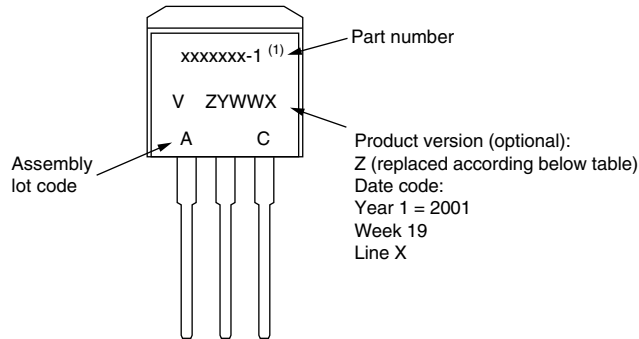 xxxxxxx-1 (1)
V ZYWWX
A C
Part number
Assembly
lot code
Product version (optional):
Z (replaced according below table)
Date code:
Year 1 = 2001
Week 19
Line X